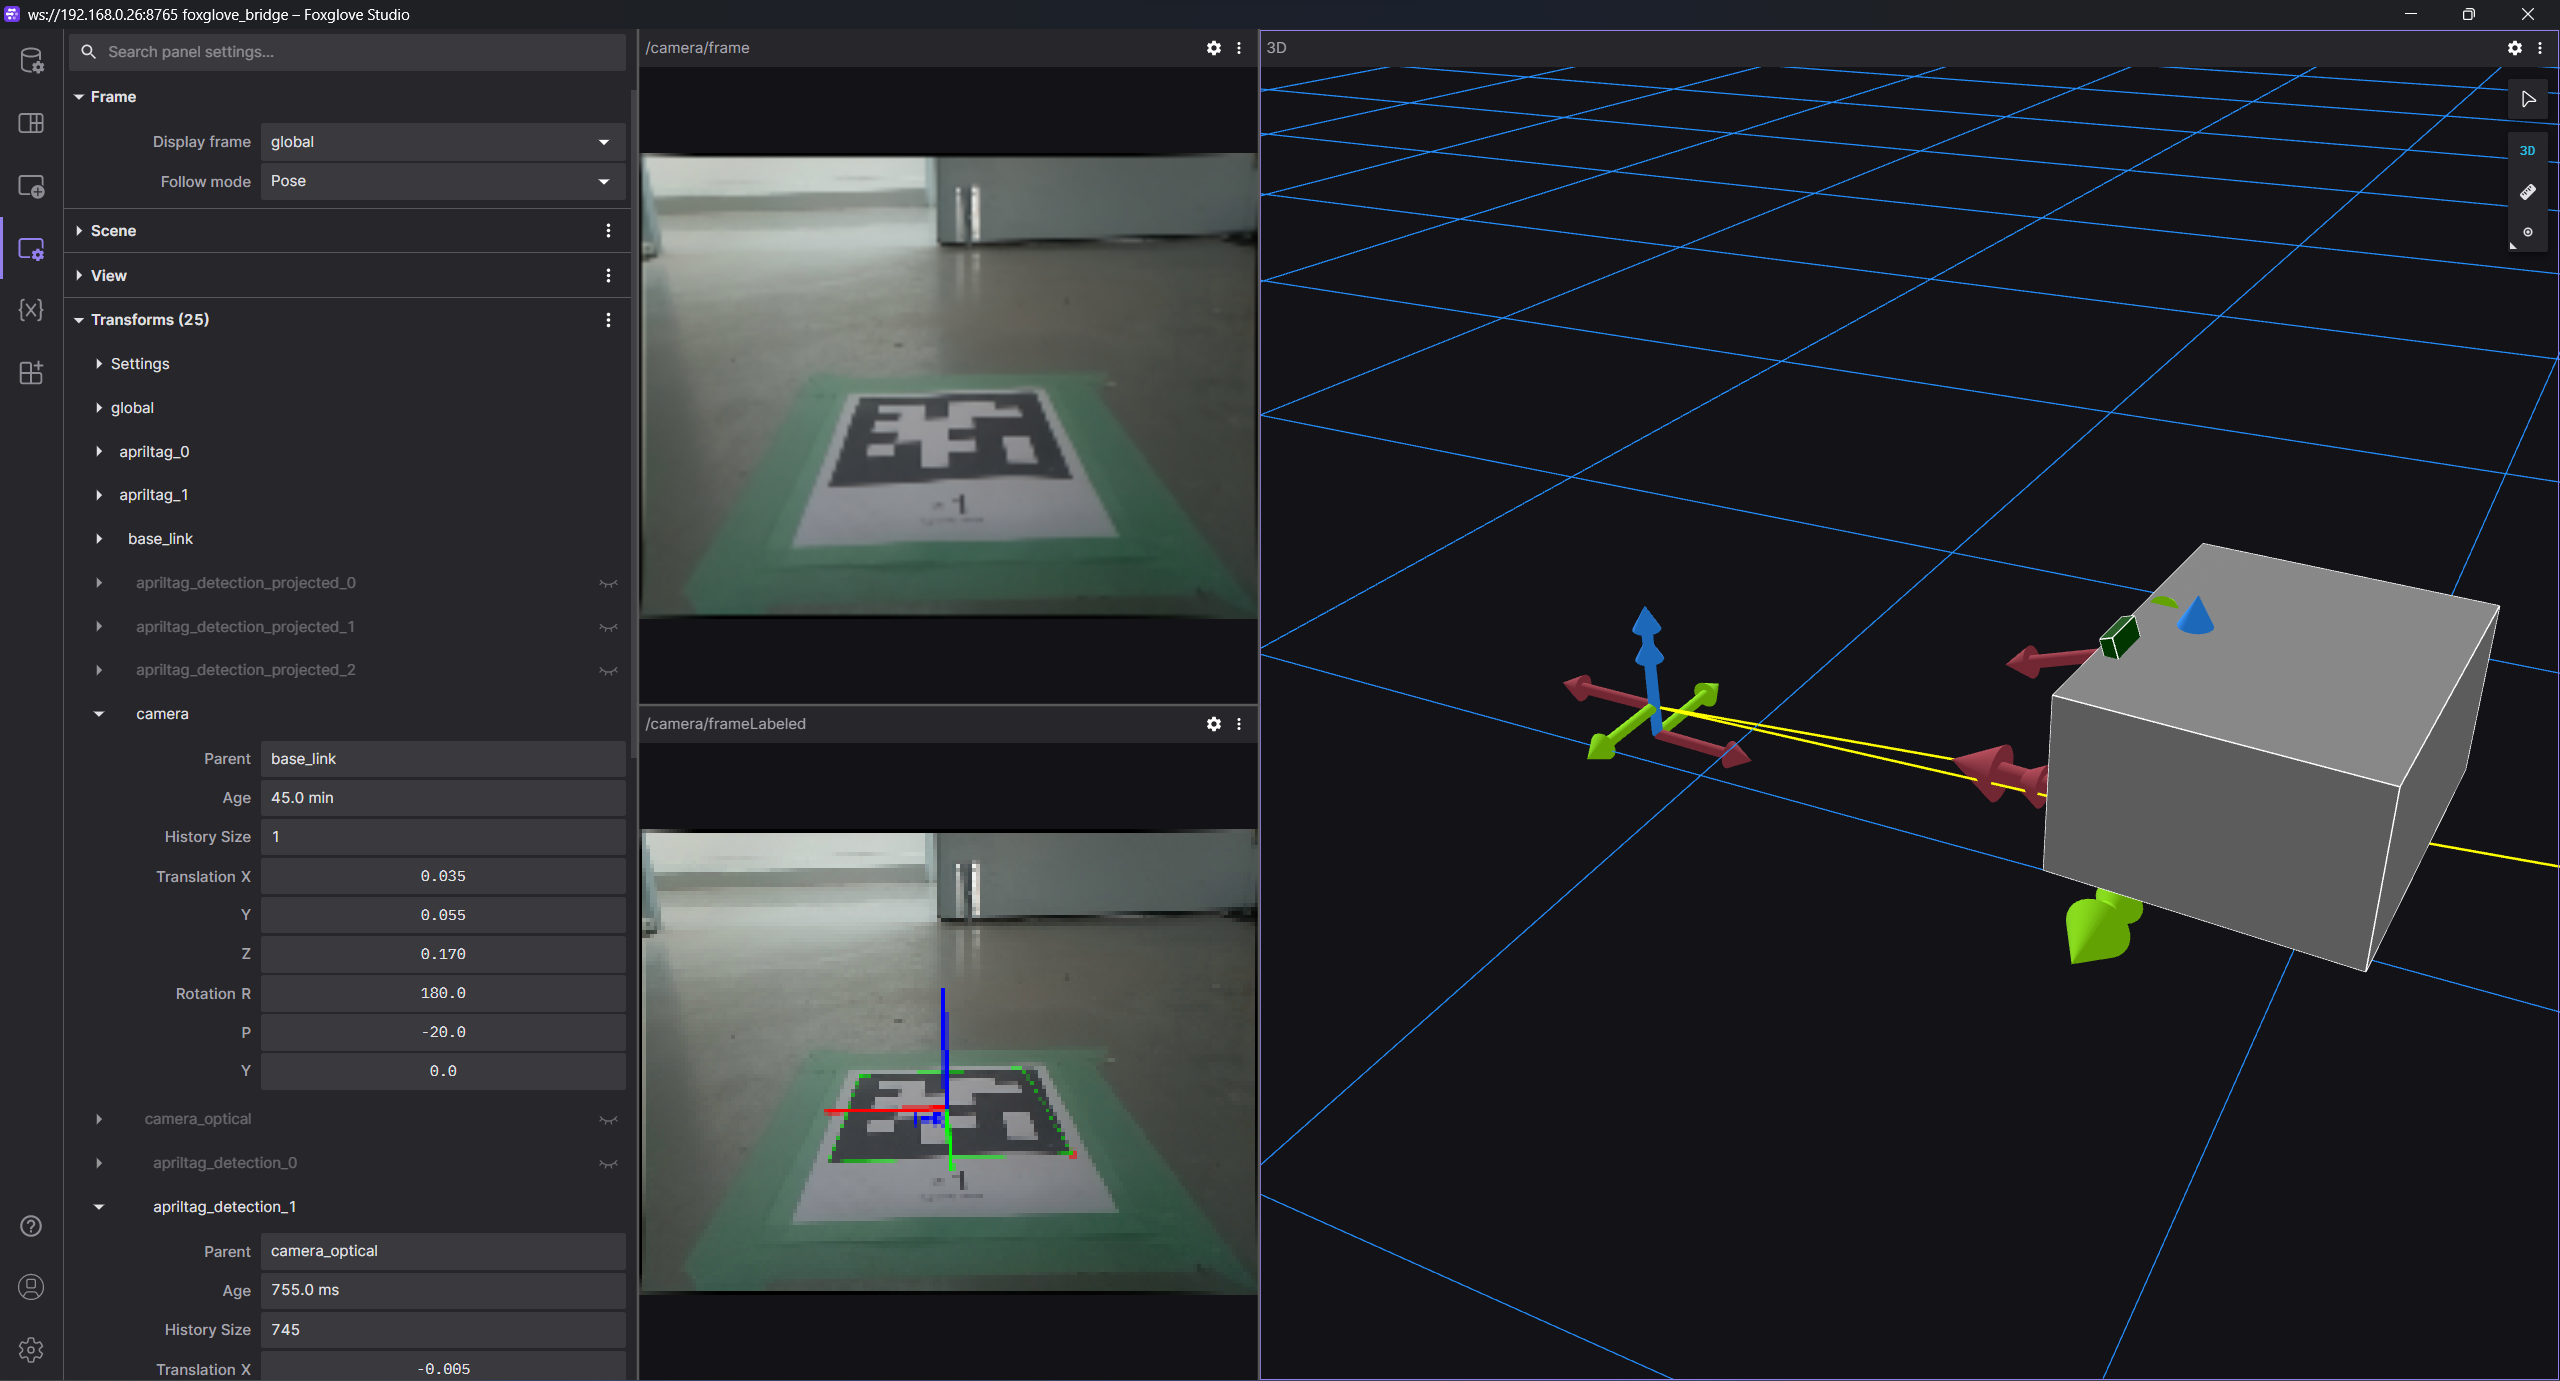 ws://192.168.0.26:8765 foxglove_bridge – Foxglove Studio
Search panel settings...
Frame
Display frame global
Follow mode Pose
Scene
View
Transforms (25)
Settings
global
apriltag_0
apriltag_1
base_link
apriltag_detection_projected_0
apriltag_detection_projected_1
apriltag_detection_projected_2
camera
Parent base_link
Age 45.0 min
History Size 1
Translation X 0.035
Y 0.055
Z 0.170
Rotation R 180.0
P -20.0
Y 0.0
camera_optical
apriltag_detection_0
apriltag_detection_1
Parent camera_optical
Age 755.0 ms
History Size 745
Translation X -0.005
/camera/frame
1
/camera/frameLabeled
1
3D
3D